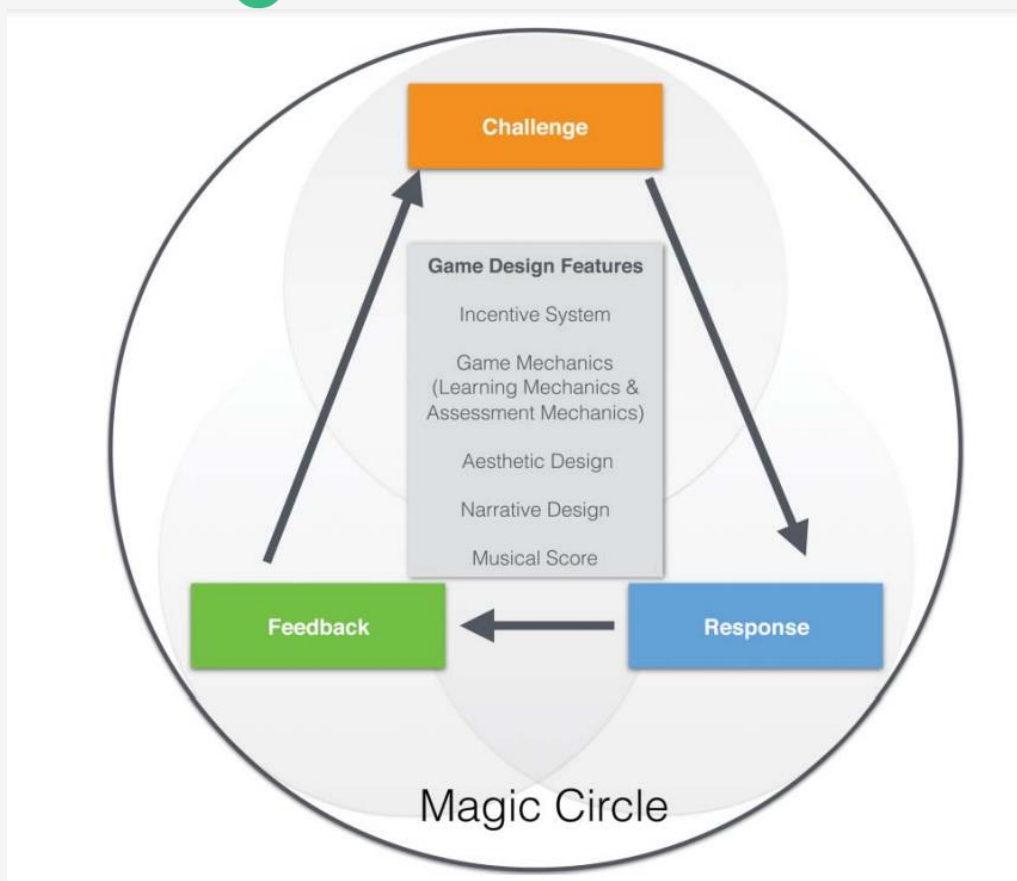 Challenge
Game Design Features
Incentive System
Game Mechanics
(Learning Mechanics &
Assessment Mechanics)
Aesthetic Design
Narrative Design
Musical Score
Feedback
Response
Magic Circle